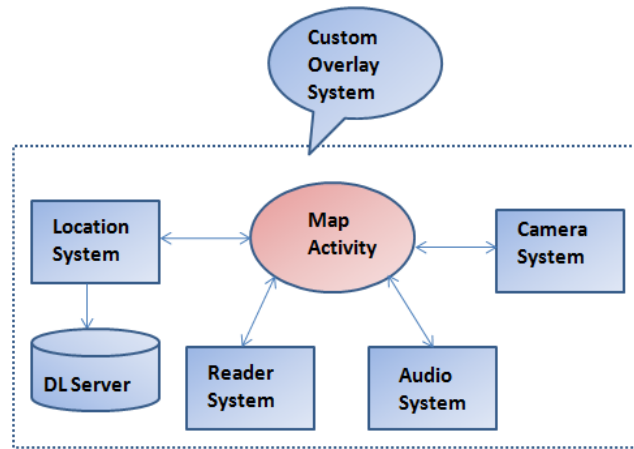 Custom
Overlay
System
Location
System
Map
Activity
Camera
System
DL Server
Reader
System
Audio
System